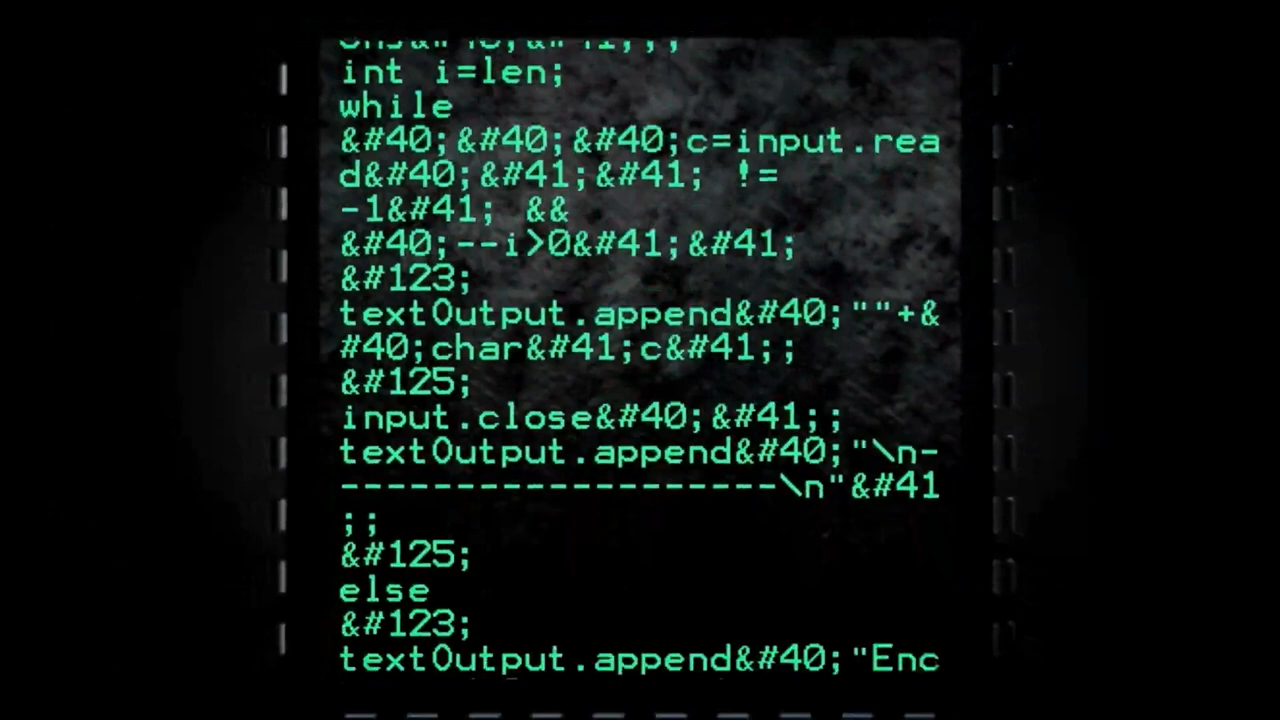 int i=len;
while
&#40;&#40;&#40;c=input.rea
d&#40;&#41;&#41; !=
-1&#41; &&
&#40;--i>0&#41;&#41;
&#123;
textOutput.append&#40;""+&
#40;char&#41;c&#41;;
&#125;
input.close&#40;&#41;;
textOutput.append&#40;"\n-
-------------------\n"&#41
;;
&#125;
else
&#123;
textOutput.append&#40;"Enc